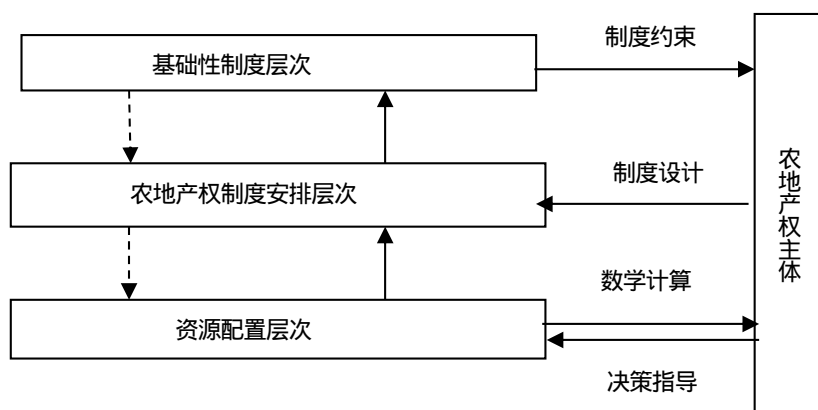 制度约束
基础性制度层次
制度设计
农地产权制度安排层次
数学计算
资源配置层次
决策指导
农地产权主体